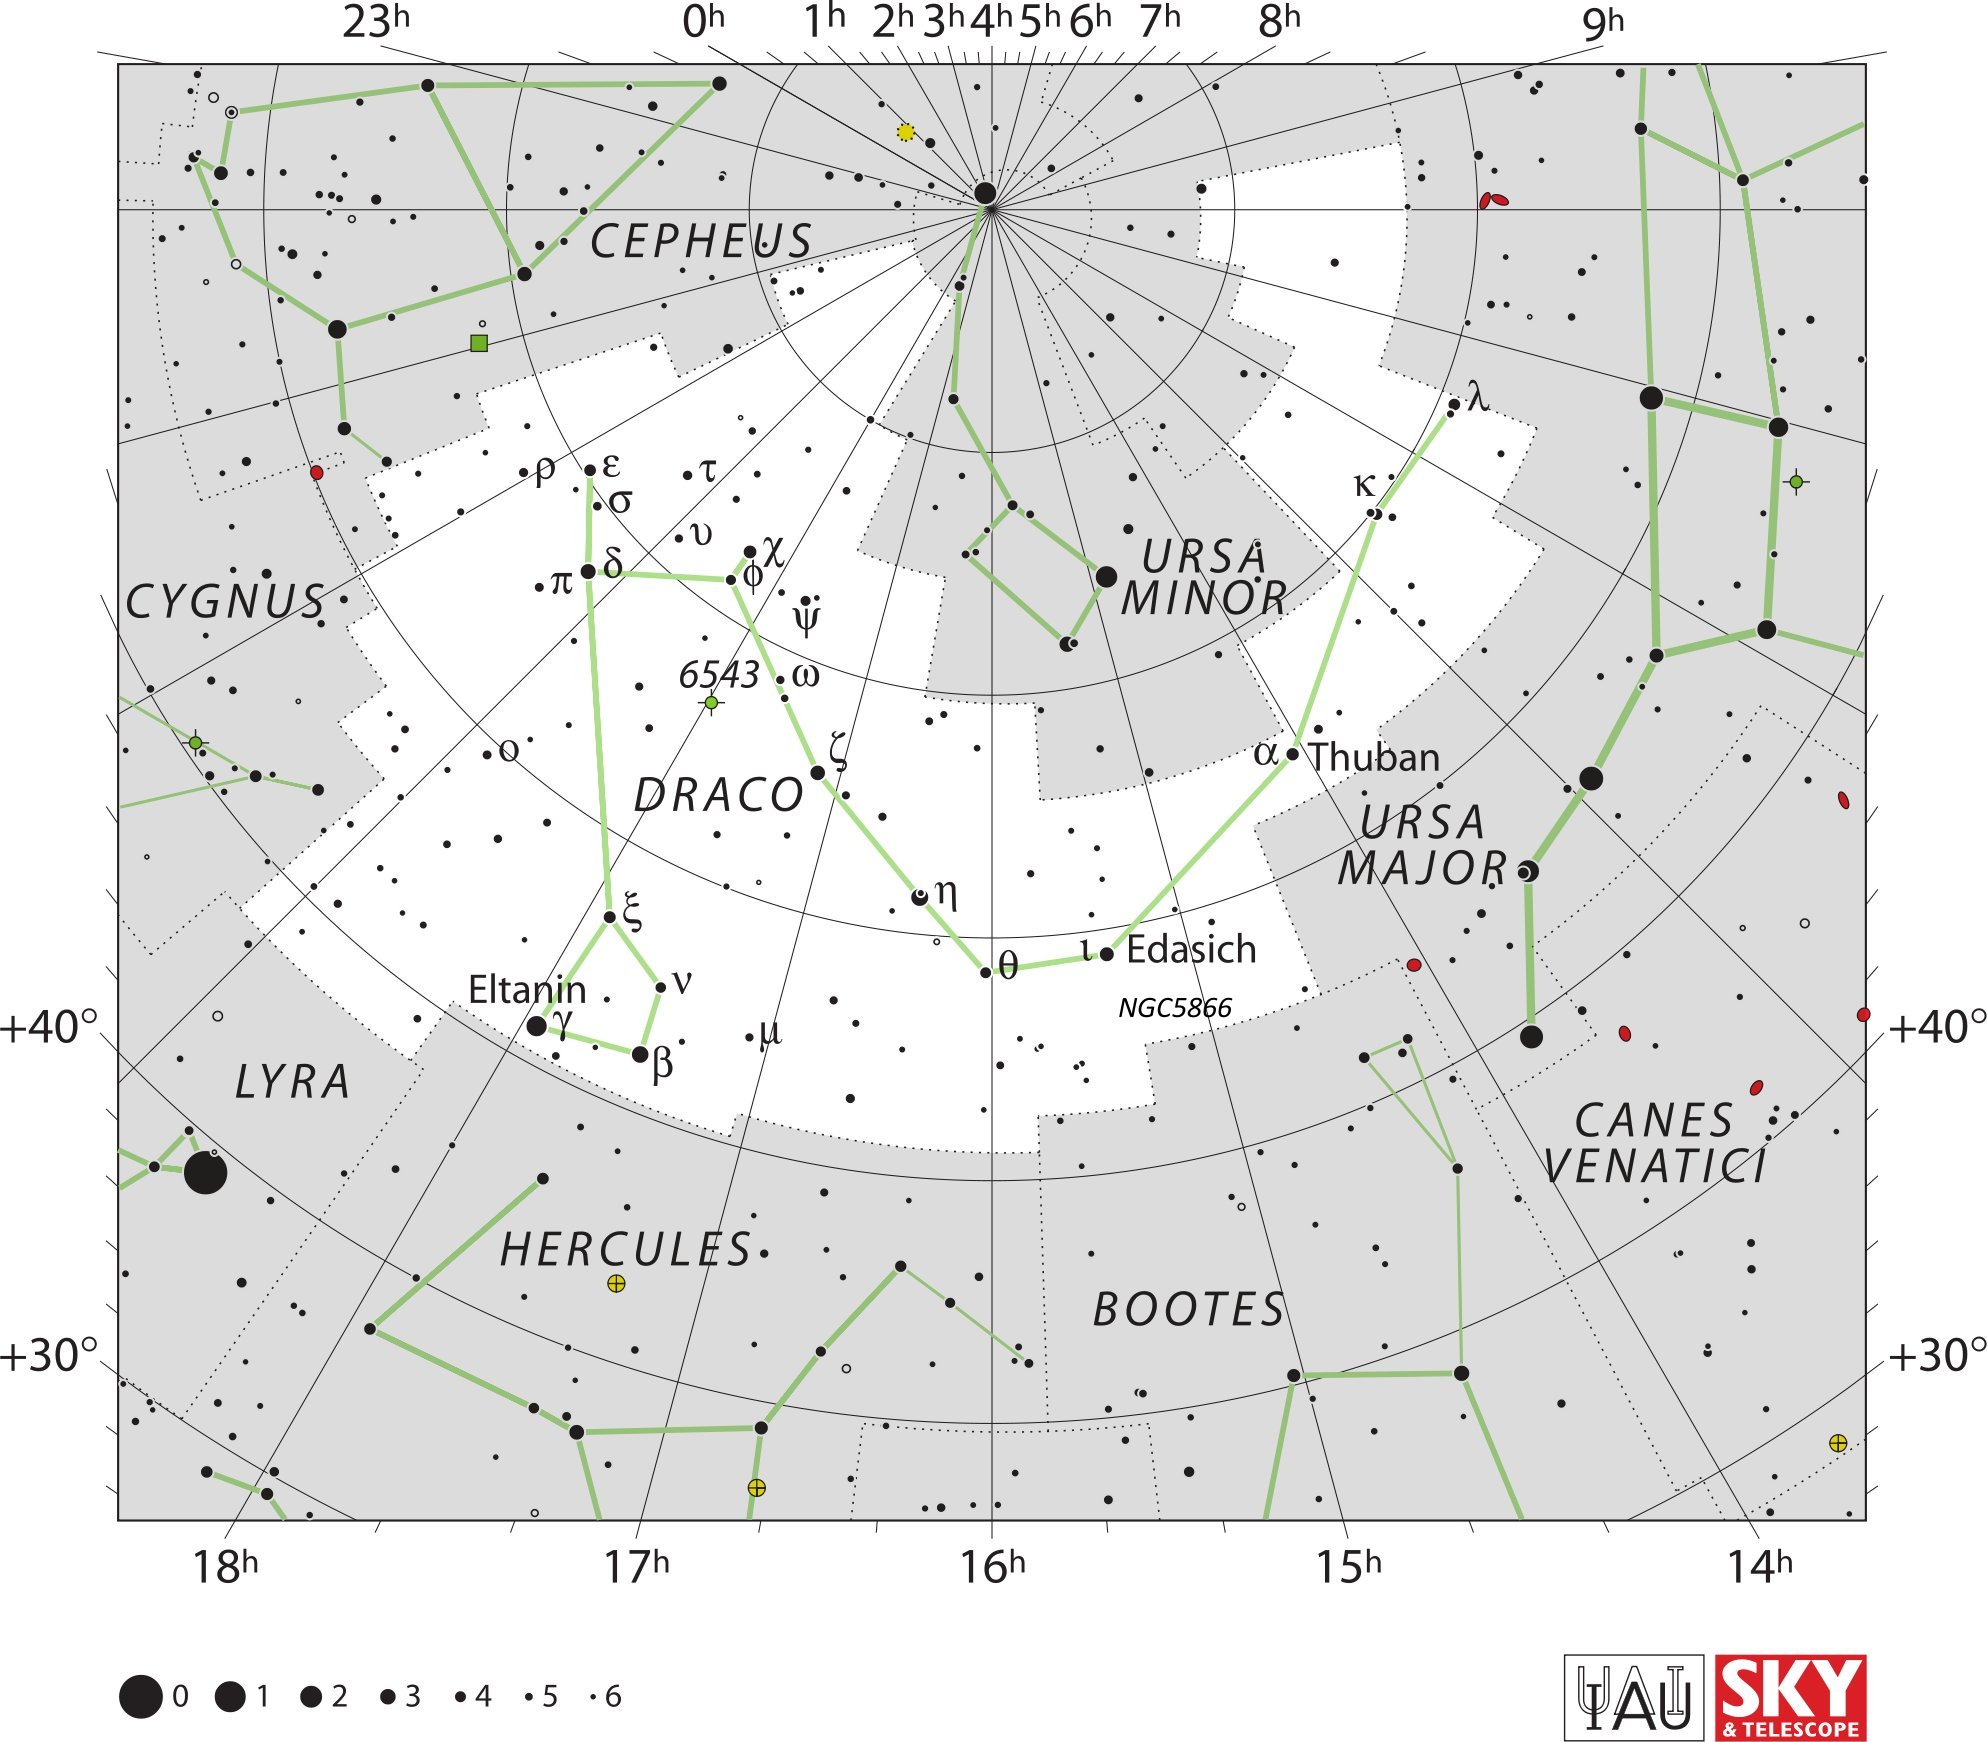 23h 0h 1h 2h 3h 4h 5h 6h 7h 8h 9h
CEPHEUS
λ
ρ ε τ
κ
σ
υ
χ
π δ ϕ
URSA
MINOR
CYGNUS
ψ
6543 ω
ο ζ
α Thuban
DRACO
URSA
MAJOR
η
ξ
ι Edasich
θ
Eltanin ν
NGC5866
γ μ
+40° +40°
β
LYRA
CANES
VENATICI
HERCULES
BOOTES
+30° +30°
18h 17h 16h 15h 14h
0 1 2 3 4 5 6
IAU
SKY
& TELESCOPE